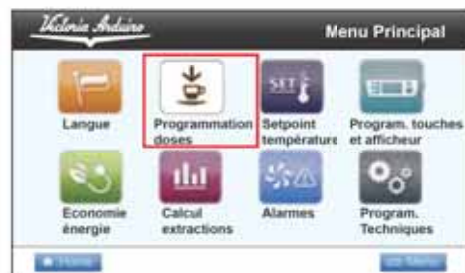 Victoria Arduino
Menu Principal
Langue
Programmation doses
SET
Setpoint température
Program. touches et afficheur
Economie énergie
Calcul extractions
Alarmes
Program. Techniques
Home
Menu